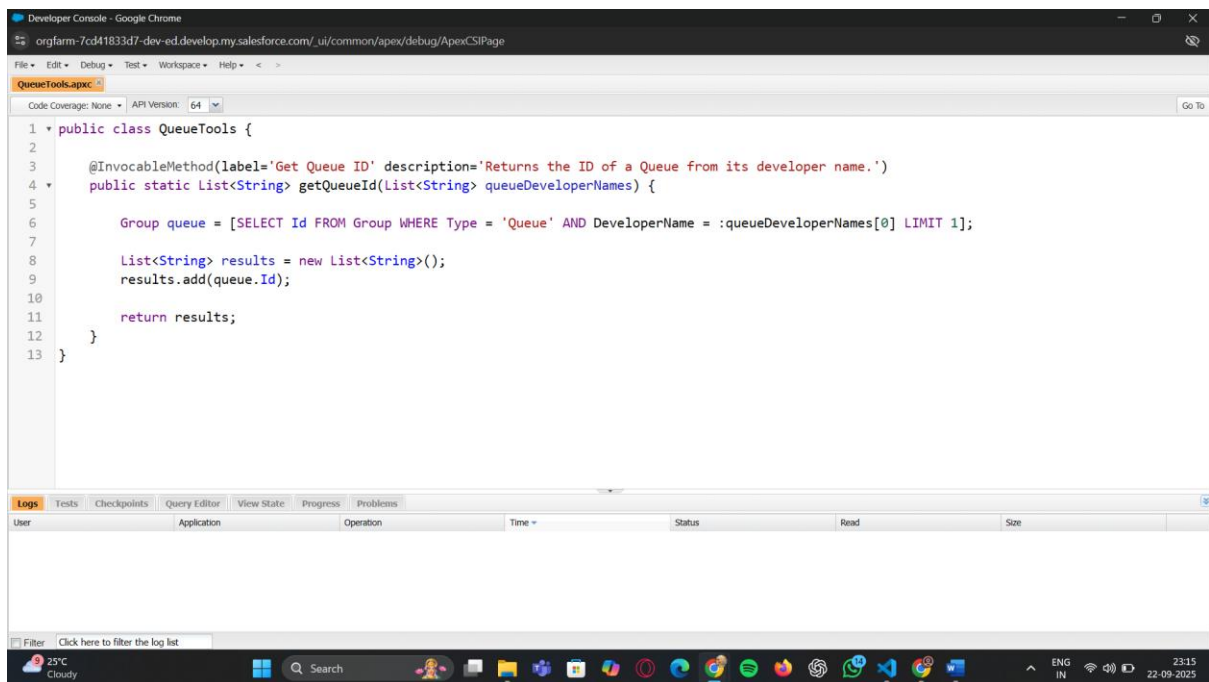 Developer Console - Google Chrome
orgfarm-7cd41833d7-dev-ed.develop.my.salesforce.com/_ui/common/apex/debug/ApexCSIPage
File Edit Debug Test Workspace Help < >
QueueTools.apxc
Code Coverage: None API Version: 64 Go To
1 public class QueueTools {
2
3 @InvocableMethod(label='Get Queue ID' description='Returns the ID of a Queue from its developer name.')
4 public static List<String> getQueueId(List<String> queueDeveloperNames) {
5
6 Group queue = [SELECT Id FROM Group WHERE Type = 'Queue' AND DeveloperName = :queueDeveloperNames[0] LIMIT 1];
7
8 List<String> results = new List<String>();
9 results.add(queue.Id);
10
11 return results;
12 }
13 }
Logs Tests Checkpoints Query Editor View State Progress Problems
User Application Operation Time Status Read Size
Filter Click here to filter the log list
9 25°C Search ENG 23:15
Cloudy IN 22-09-2025